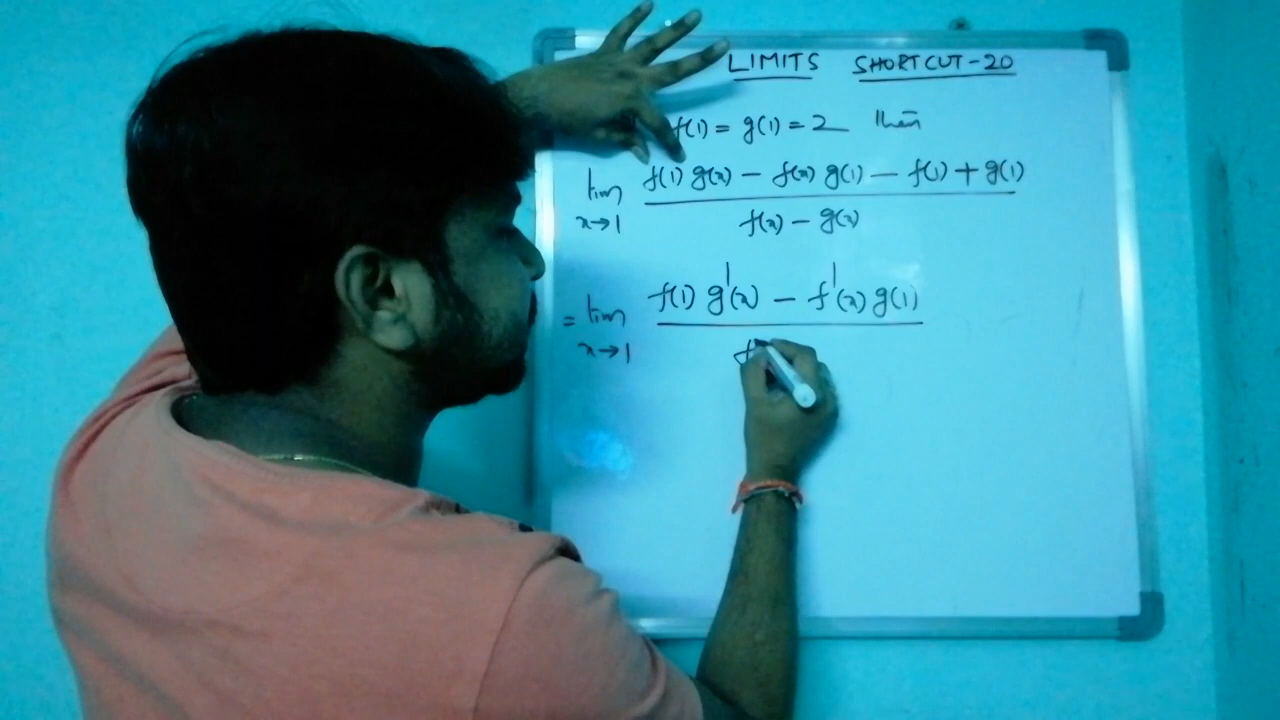 LIMITS SHORTCUT-20
f(1) = g(1) = 2 then
lim x→1 f(1) g(x) − f(x) g(1) − f(1) + g(1) / f(x) − g(x)
= lim x→1 f(1) g'(x) − f'(x) g(1) / f